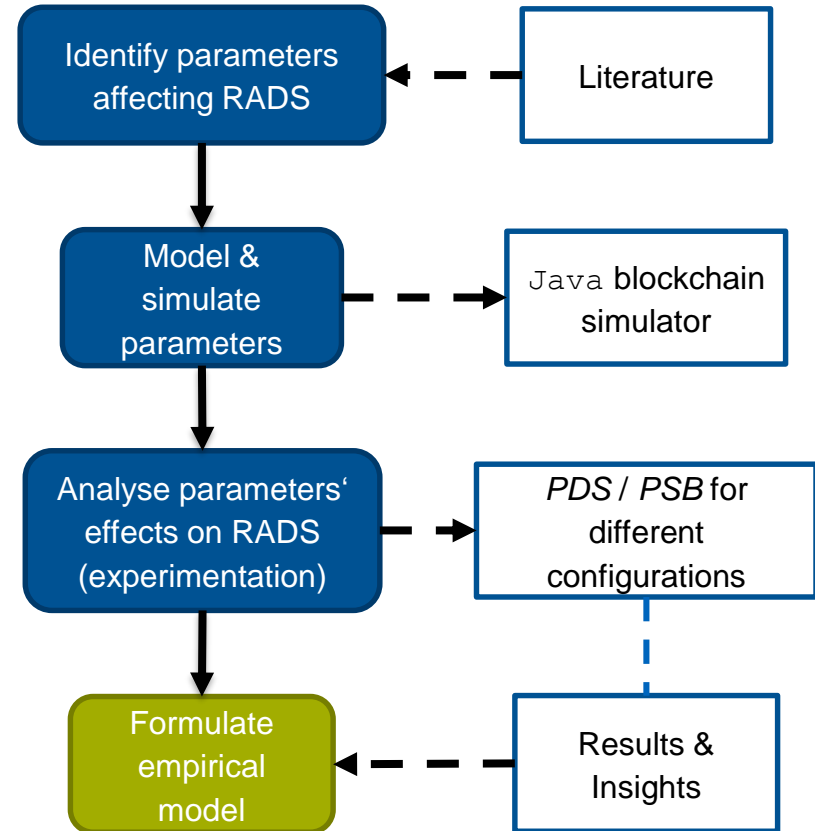 Identify parameters
affecting RADS
Literature
Model &
simulate
parameters
Java blockchain
simulator
Analyse parameters‘
effects on RADS
(experimentation)
PDS / PSB for
different
configurations
Formulate
empirical
model
Results &
Insights